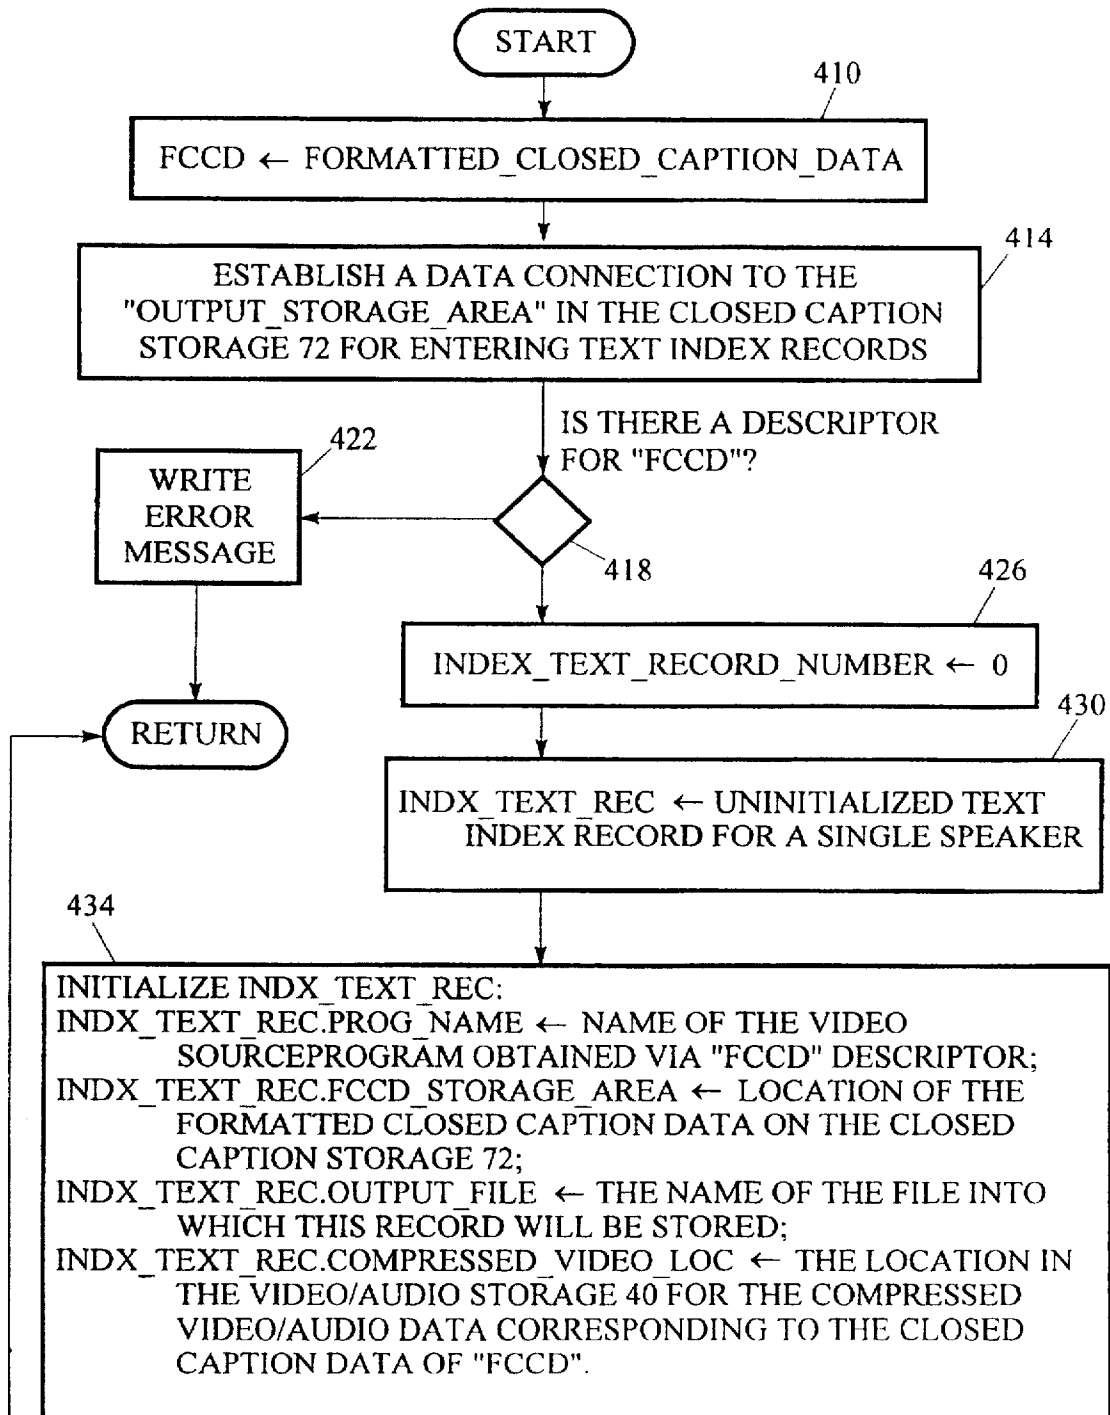 START
410
FCCD ← FORMATTED_CLOSED_CAPTION_DATA
414
ESTABLISH A DATA CONNECTION TO THE
"OUTPUT_STORAGE_AREA" IN THE CLOSED CAPTION
STORAGE 72 FOR ENTERING TEXT INDEX RECORDS
IS THERE A DESCRIPTOR
FOR "FCCD"?
422
WRITE
ERROR
MESSAGE
418
426
INDEX_TEXT_RECORD_NUMBER ← 0
RETURN
430
INDX_TEXT_REC ← UNINITIALIZED TEXT
INDEX RECORD FOR A SINGLE SPEAKER
434
INITIALIZE INDX_TEXT_REC:
INDX_TEXT_REC.PROG_NAME ← NAME OF THE VIDEO
SOURCEPROGRAM OBTAINED VIA "FCCD" DESCRIPTOR;
INDX_TEXT_REC.FCCD_STORAGE_AREA ← LOCATION OF THE
FORMATTED CLOSED CAPTION DATA ON THE CLOSED
CAPTION STORAGE 72;
INDX_TEXT_REC.OUTPUT_FILE ← THE NAME OF THE FILE INTO
WHICH THIS RECORD WILL BE STORED;
INDX_TEXT_REC.COMPRESSED_VIDEO_LOC ← THE LOCATION IN
THE VIDEO/AUDIO STORAGE 40 FOR THE COMPRESSED
VIDEO/AUDIO DATA CORRESPONDING TO THE CLOSED
CAPTION DATA OF "FCCD".